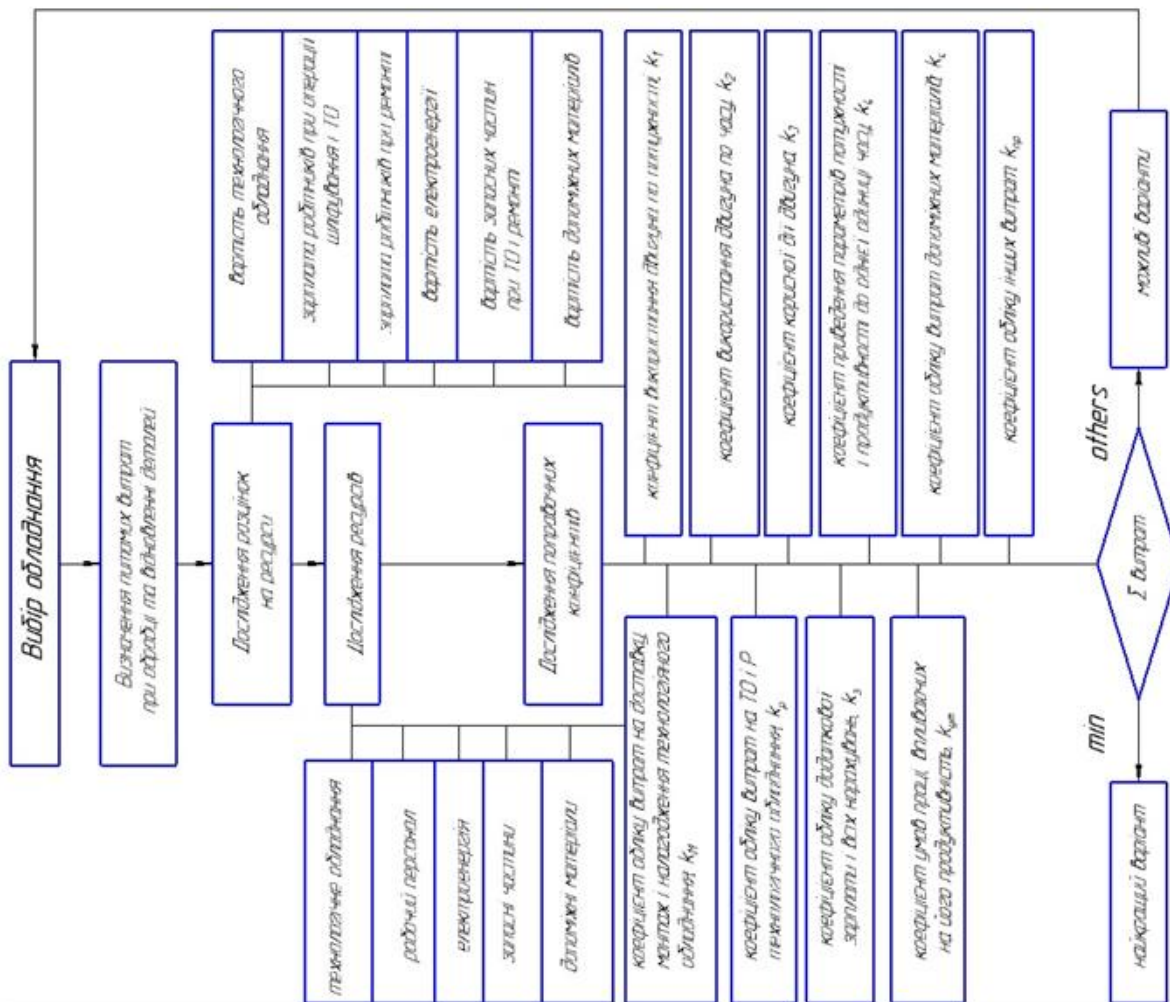 Вибір обладнання
Визначення питомих витрат
при обробці та відновленні деталей
Дослідження розцінок
на ресурси
Вартість технологічного
обладнання
зарплата робітників при операції
шліфування і ТО
зарплата робітників при ремонті
вартість електроенергії
вартість запасних частин
при ТО і ремонті
вартість допоміжних матеріалів
Дослідження ресурсів
технологічне обладнання
робочий персонал
електроенергія
запасні частини
допоміжні матеріали
Дослідження поправочних
коефіцієнтів
коефіцієнт використання двигуна по потужності, k₁
коефіцієнт використання двигуна по часу, k₂
коефіцієнт корисної дії двигуна k₃
коефіцієнт приведення параметрів потужності
і продуктивності до однієї одиниці часу,
коефіцієнт обліку витрат допоміжних матеріалів
коефіцієнт обліку інших витрат kпр
коефіцієнт обліку витрат на доставку,
монтаж і налагодження технологічного
обладнання kм
коефіцієнт обліку витрат на ТО і Р
технологічного обладнання kр
коефіцієнт обліку додаткової
зарплати і всіх нарахувань, kз
коефіцієнт умов праці, впливаючих
на його продуктивність,
Σ витрат
min
others
найкращий варіант
можливі варіанти